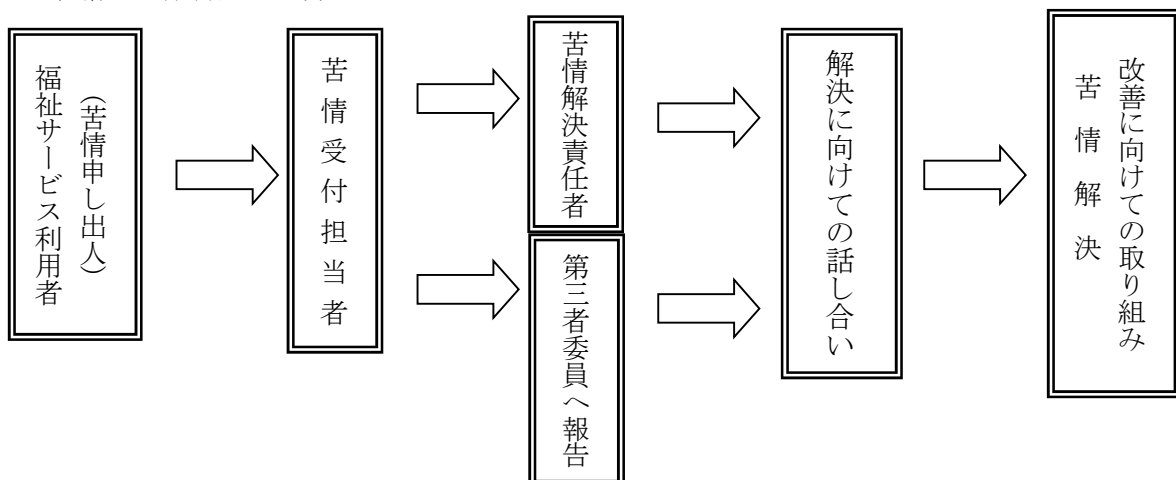 福祉サービス利用者
（苦情申し出人）
苦情受付担当者
苦情解決責任者
第三者委員へ報告
解決に向けての話し合い
改善に向けての取り組み
苦情解決